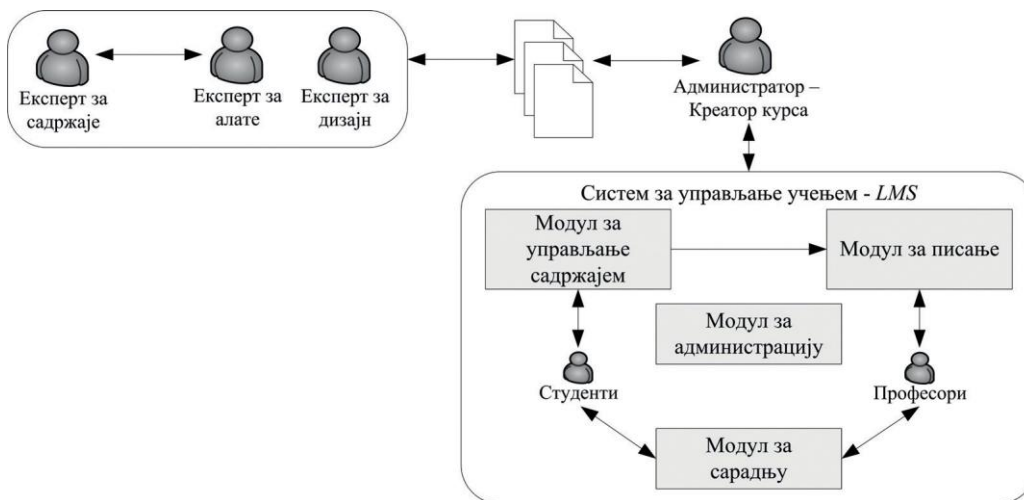 Експерт за
садржаје
Експерт за
алате
Експерт за
дизајн
Администратор –
Креатор курса
Систем за управљање учењем - LMS
Модул за
управљање
садржајем
Модул за писање
Модул за
администрацију
Студенти
Професори
Модул за
сарадњу